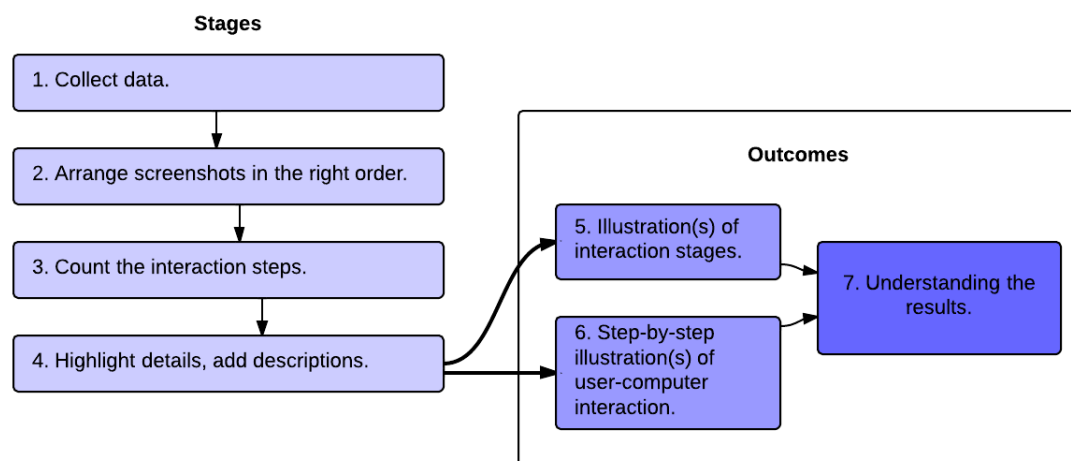 Stages
1. Collect data.
2. Arrange screenshots in the right order.
3. Count the interaction steps.
4. Highlight details, add descriptions.
Outcomes
5. Illustration(s) of
interaction stages.
6. Step-by-step
illustration(s) of
user-computer
interaction.
7. Understanding the
results.